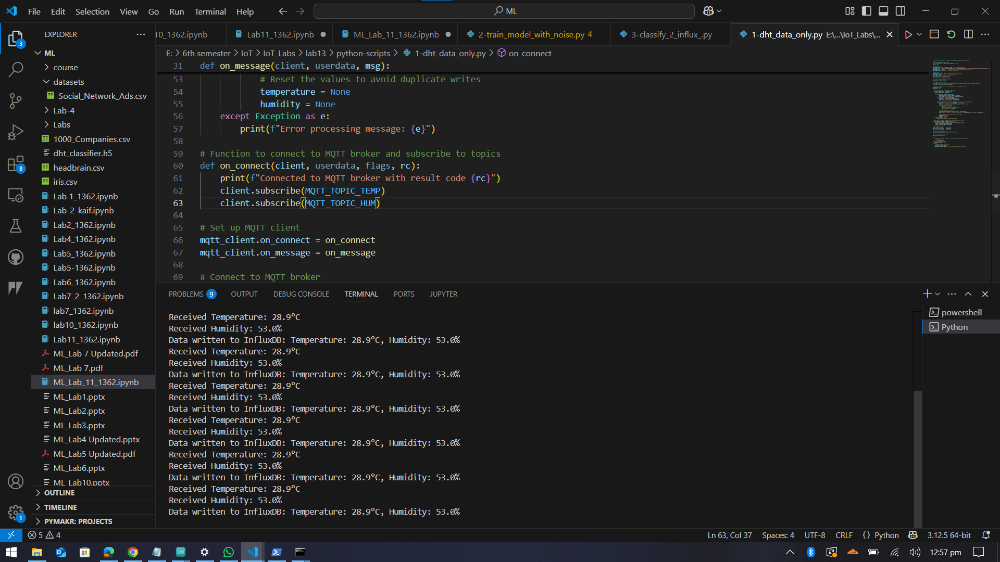 File Edit Selection View Go Run Terminal Help
ML
EXPLORER
10_1362.ipynb
Lab11_1362.ipynb
ML_Lab_11_1362.ipynb
2-train_model_with_noise.py 4
3-classify_2_influx_.py
1-dht_data_only.py E:\...\IoT_Labs\...
E: > 6th semester > IoT > IoT_Labs > lab13 > python-scripts > 1-dht_data_only.py > on_connect
3
8
1
ML
course
datasets
Social_Network_Ads.csv
Lab-4
Labs
1000_Companies.csv
dht_classifier.h5
headbrain.csv
iris.csv
Lab 1_1362.ipynb
Lab-2-kaif.ipynb
Lab2_1362.ipynb
Lab4_1362.ipynb
Lab5_1362.ipynb
Lab5-1362.ipynb
Lab6_1362.ipynb
Lab7_2_1362.ipynb
lab7_1362.ipynb
lab10_1362.ipynb
Lab11_1362.ipynb
ML_Lab 7 Updated.pdf
ML_Lab 7.pdf
ML_Lab_11_1362.ipynb
ML_Lab1.pptx
ML_Lab2.pptx
ML_Lab3.pptx
ML_Lab4 Updated.pptx
ML_Lab5 Updated.pdf
ML_Lab6.pptx
ML_Lab10.pptx
OUTLINE
TIMELINE
PYMAKR: PROJECTS
31 def on_message(client, userdata, msg):
53 # Reset the values to avoid duplicate writes
54 temperature = None
55 humidity = None
56 except Exception as e:
57 print(f"Error processing message: {e}")
58
59 # Function to connect to MQTT broker and subscribe to topics
60 def on_connect(client, userdata, flags, rc):
61 print(f"Connected to MQTT broker with result code {rc}")
62 client.subscribe(MQTT_TOPIC_TEMP)
63 client.subscribe(MQTT_TOPIC_HUM)
64
65 # Set up MQTT client
66 mqtt_client.on_connect = on_connect
67 mqtt_client.on_message = on_message
68
69 # Connect to MQTT broker
PROBLEMS 9 OUTPUT DEBUG CONSOLE TERMINAL PORTS JUPYTER
Received Temperature: 28.9°C
Received Humidity: 53.0%
Data written to InfluxDB: Temperature: 28.9°C, Humidity: 53.0%
Received Temperature: 28.9°C
Received Humidity: 53.0%
Data written to InfluxDB: Temperature: 28.9°C, Humidity: 53.0%
Received Temperature: 28.9°C
Received Humidity: 53.0%
Data written to InfluxDB: Temperature: 28.9°C, Humidity: 53.0%
Received Temperature: 28.9°C
Received Humidity: 53.0%
Data written to InfluxDB: Temperature: 28.9°C, Humidity: 53.0%
Received Temperature: 28.9°C
Received Humidity: 53.0%
Data written to InfluxDB: Temperature: 28.9°C, Humidity: 53.0%
Received Temperature: 28.9°C
Received Humidity: 53.0%
Data written to InfluxDB: Temperature: 28.9°C, Humidity: 53.0%
powershell
Python
5 4
Ln 63, Col 37 Spaces: 4 UTF-8 CRLF {} Python 3.12.5 64-bit
12:57 pm